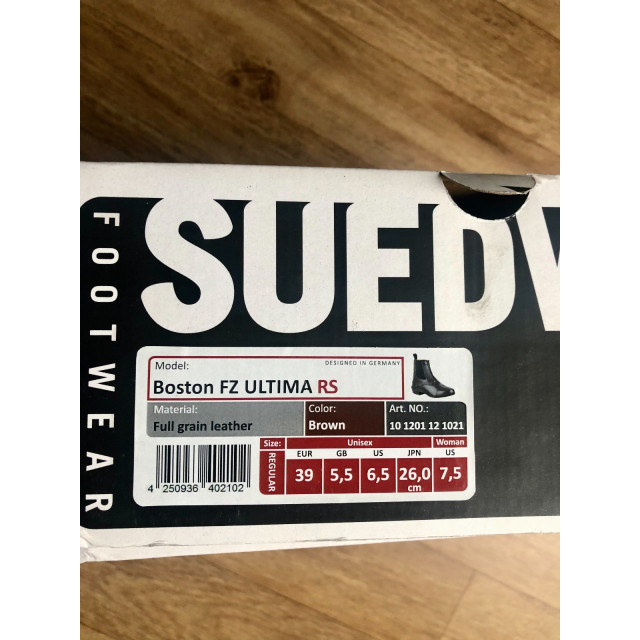 FOOTWEAR
SUEDW
Model:
DESIGNED IN GERMANY
Boston FZ ULTIMA RS
Material:
Full grain leather
Color:
Brown
Art. NO.:
10 1201 12 1021
Size: Unisex Woman
REGULAR
EUR GB US JPN US
39 5,5 6,5 26,0 cm 7,5
4 250936 402102